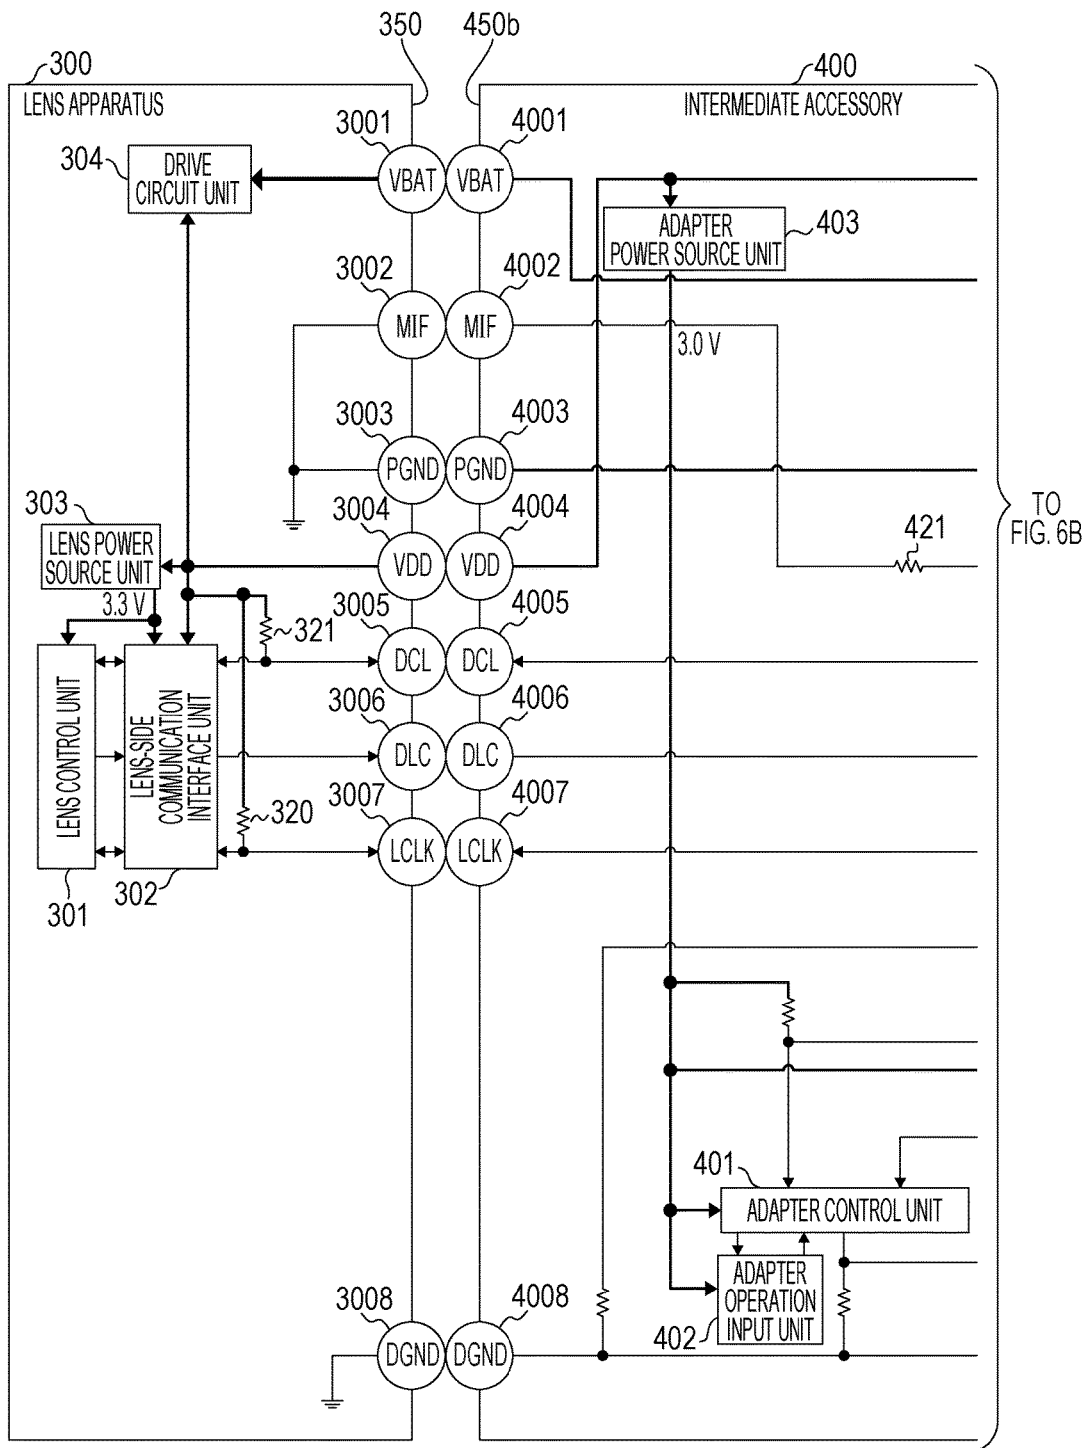 350
450b
300
400
LENS APPARATUS
INTERMEDIATE ACCESSORY
3001
4001
304
DRIVE
CIRCUIT UNIT
VBAT
VBAT
ADAPTER
POWER SOURCE UNIT
403
3002
4002
MIF
MIF
3.0 V
3003
4003
PGND
PGND
303
LENS POWER
SOURCE UNIT
3.3 V
3004
4004
VDD
VDD
421
TO
FIG. 6B
3005
4005
321
DCL
DCL
3006
4006
DLC
DLC
LENS CONTROL UNIT
LENS-SIDE
COMMUNICATION
INTERFACE UNIT
320
3007
4007
LCLK
LCLK
301
302
401
ADAPTER CONTROL UNIT
ADAPTER
OPERATION
INPUT UNIT
402
3008
4008
DGND
DGND